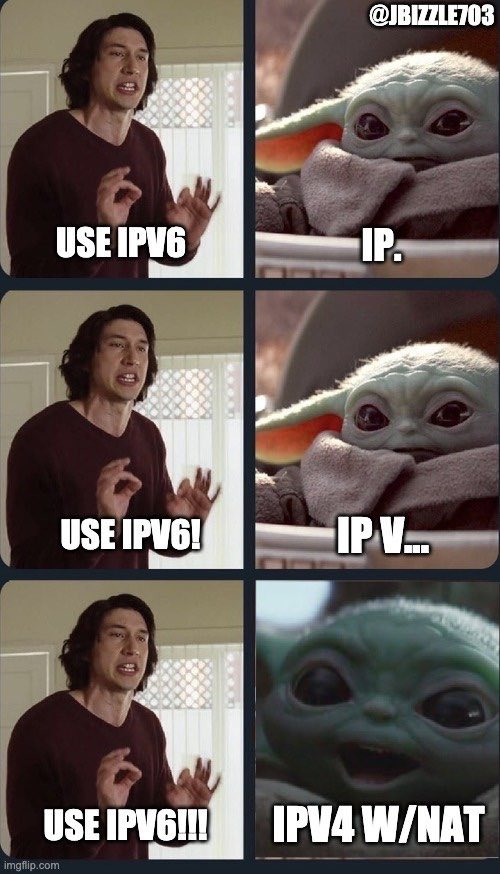 @JBIZZLE703
USE IPV6
IP.
USE IPV6!
IP V...
USE IPV6!!!
IPV4 W/NAT
imgflip.com